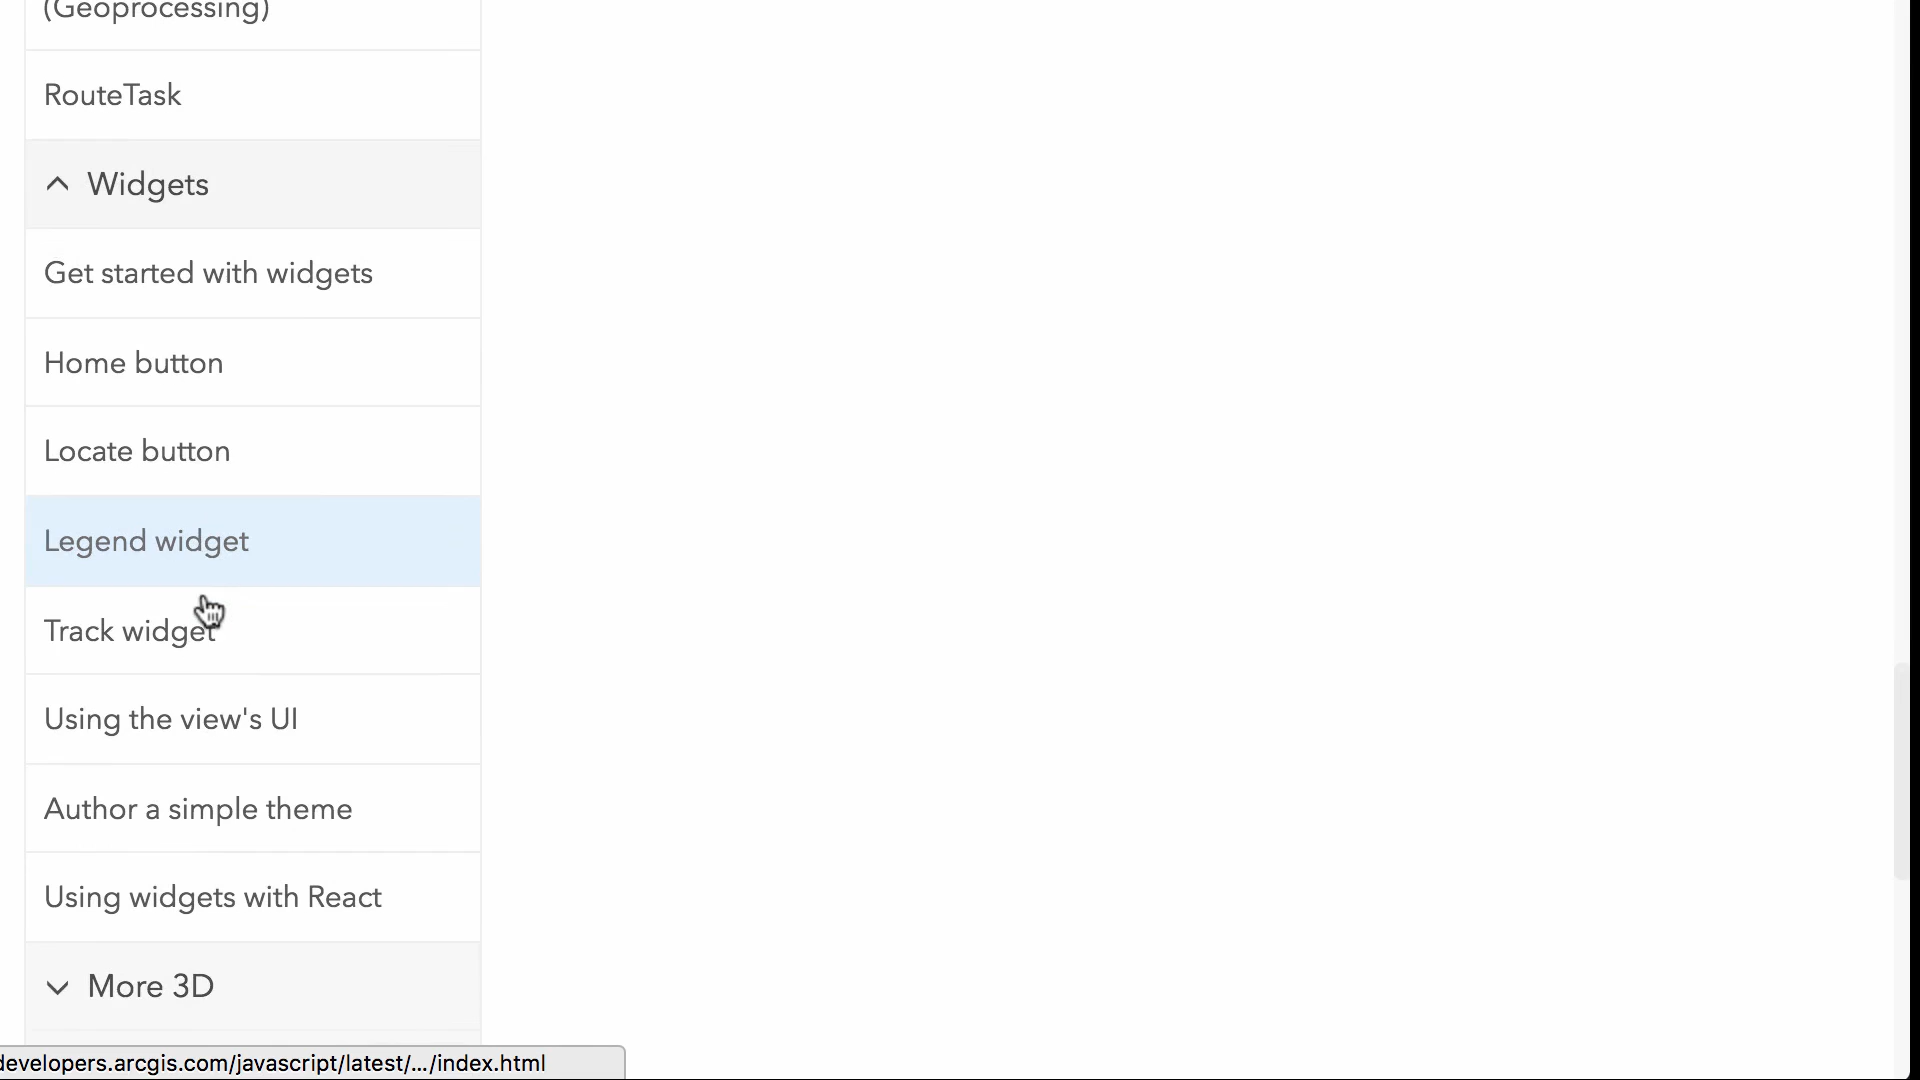 (Geoprocessing)
RouteTask
Widgets
Get started with widgets
Home button
Locate button
Legend widget
Track widget
Using the view's UI
Author a simple theme
Using widgets with React
More 3D
developers.arcgis.com/javascript/latest/.../index.html